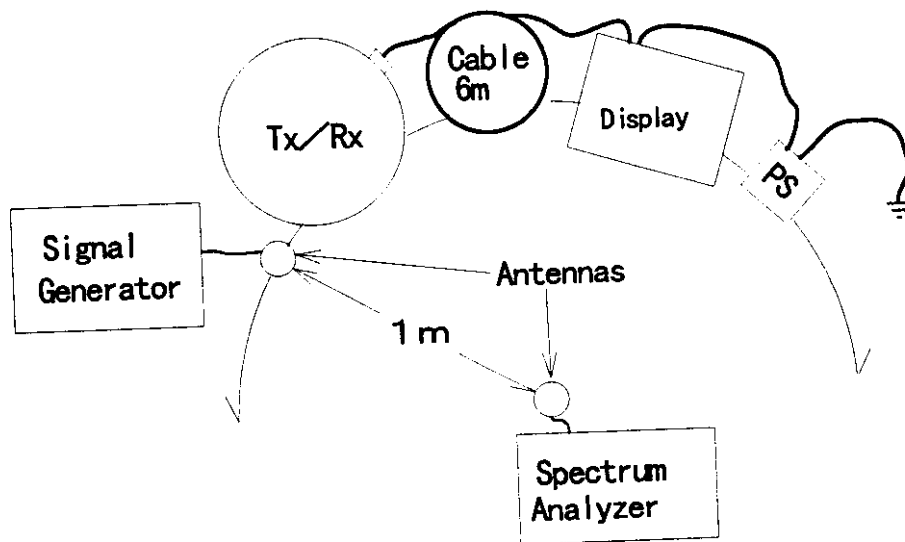 Cable
6m
Tx／Rx
Display
PS
Signal
Generator
Antennas
1m
Spectrum
Analyzer